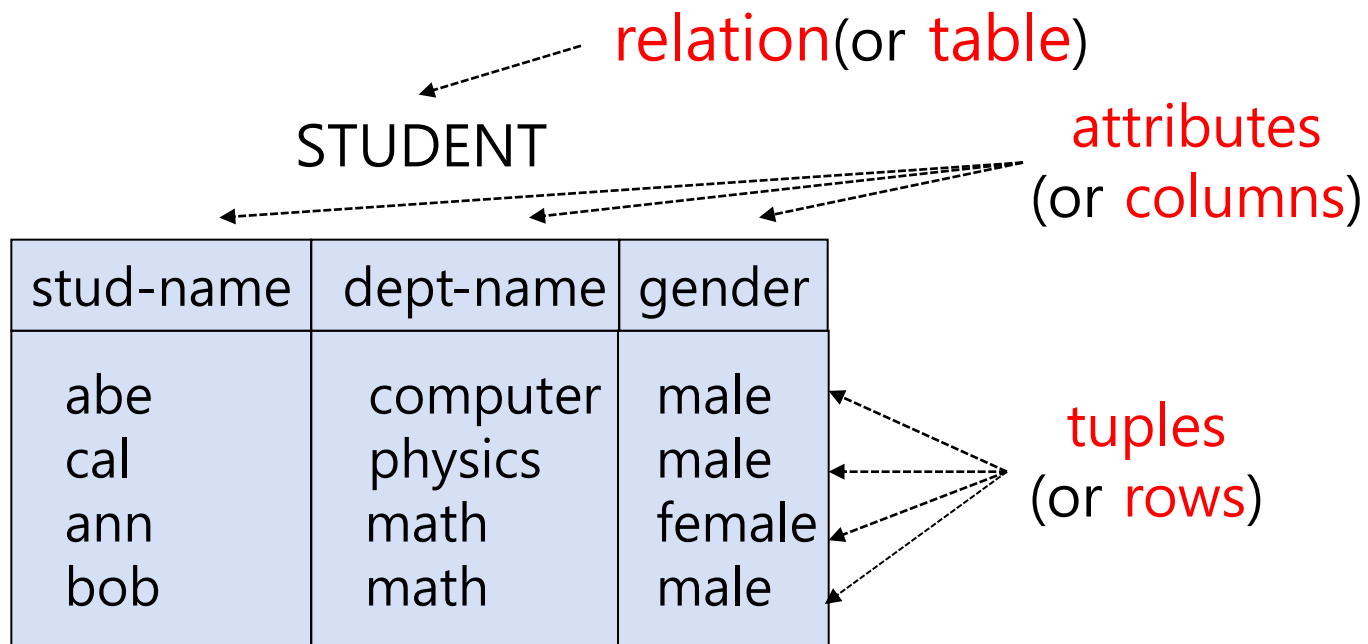 relation(or table)
STUDENT
attributes
(or columns)
stud-name dept-name gender
abe computer male
cal physics male
ann math female
bob math male
tuples
(or rows)